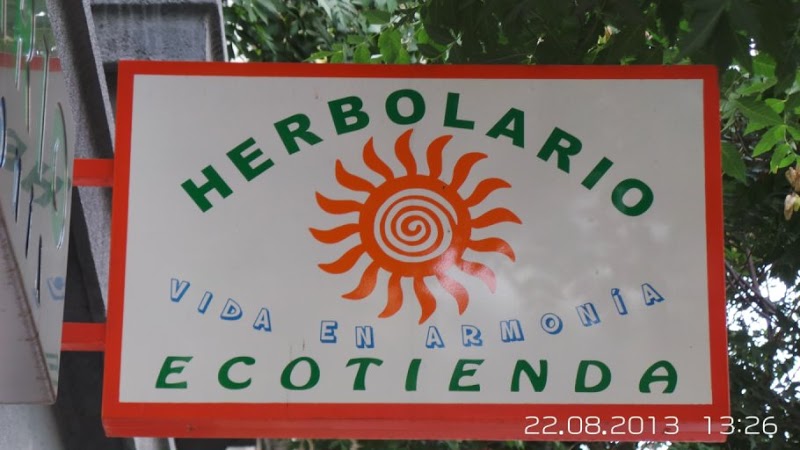 HERBOLARIO
VIDA EN ARMONÍA
ECOTIENDA
22.08.2013 13:26